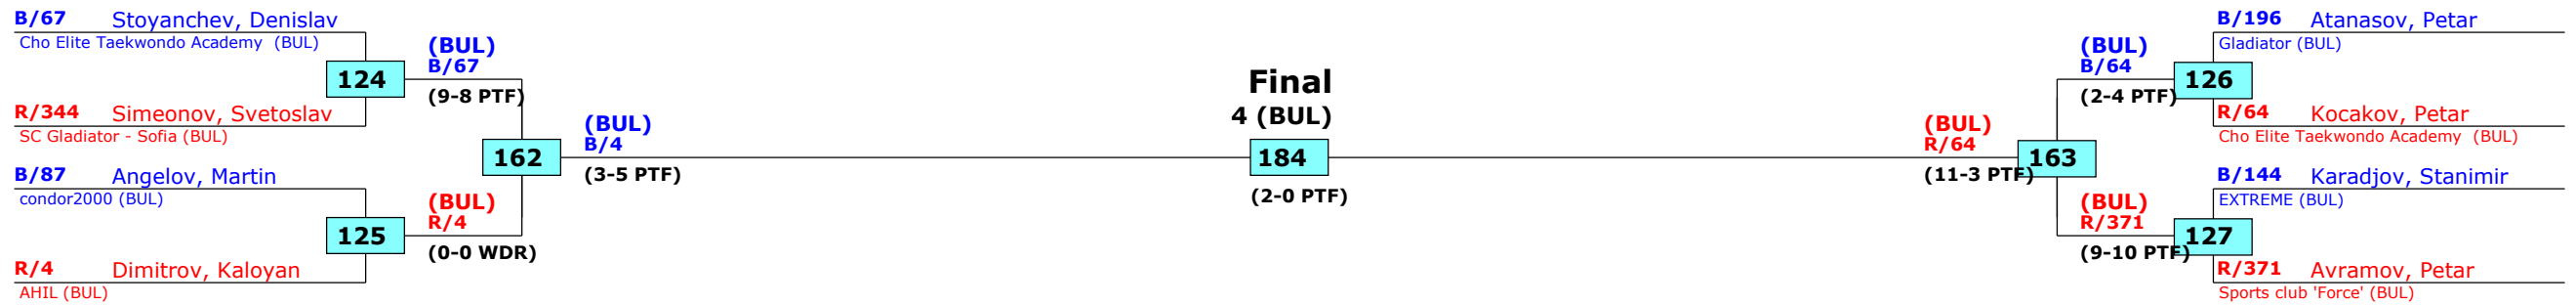 B/67 Stoyanchev, Denislav
Cho Elite Taekwondo Academy (BUL)
124
R/344 Simeonov, Svetoslav
SC Gladiator - Sofia (BUL)
B/87 Angelov, Martin
condor2000 (BUL)
125
R/4 Dimitrov, Kaloyan
AHIL (BUL)
(BUL)
B/67
(9-8 PTF)
162
(BUL)
R/4
(0-0 WDR)
(BUL)
B/4
(3-5 PTF)
Final
4 (BUL)
184
(2-0 PTF)
(BUL)
R/64
(11-3 PTF)
163
(BUL)
B/64
(2-4 PTF)
(BUL)
R/371
(9-10 PTF)
B/196 Atanasov, Petar
Gladiator (BUL)
126
R/64 Kocakov, Petar
Cho Elite Taekwondo Academy (BUL)
B/144 Karadjov, Stanimir
EXTREME (BUL)
127
R/371 Avramov, Petar
Sports club 'Force' (BUL)